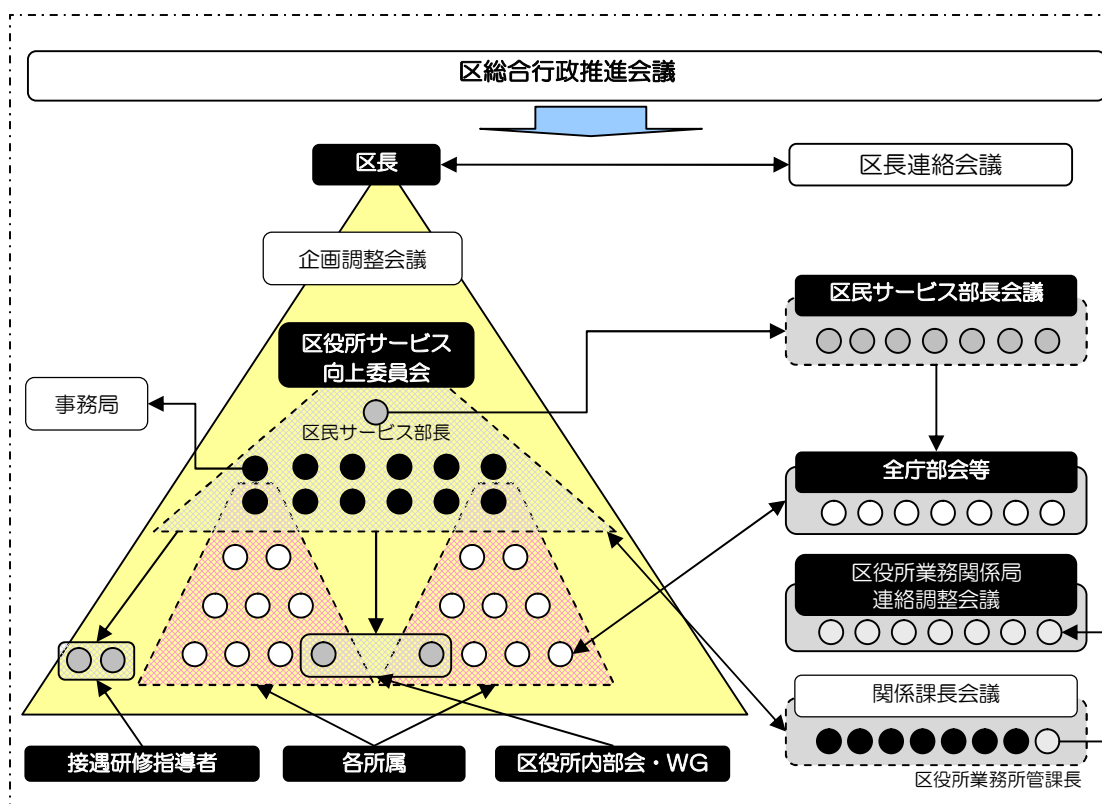 区総合行政推進会議
区長
区長連絡会議
企画調整会議
区民サービス部長会議
区役所サービス
向上委員会
事務局
区民サービス部長
全庁部会等
区役所業務関係局
連絡調整会議
関係課長会議
接遇研修指導者
各所属
区役所内部会・WG
区役所業務所管課長